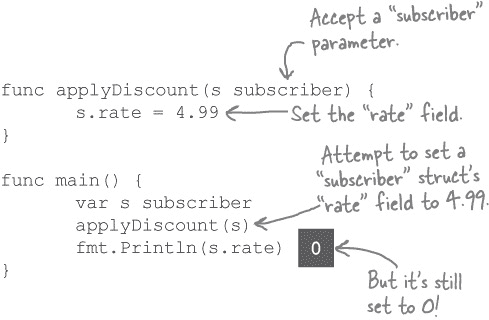 Accept a “subscriber”
parameter.
func applyDiscount(s subscriber) {
s.rate = 4.99
Set the “rate” field.
}
Attempt to set a
“subscriber” struct's
“rate” field to 4.99.
func main() {
var s subscriber
applyDiscount(s)
fmt.Println(s.rate)
0
}
But it's still
set to 0!